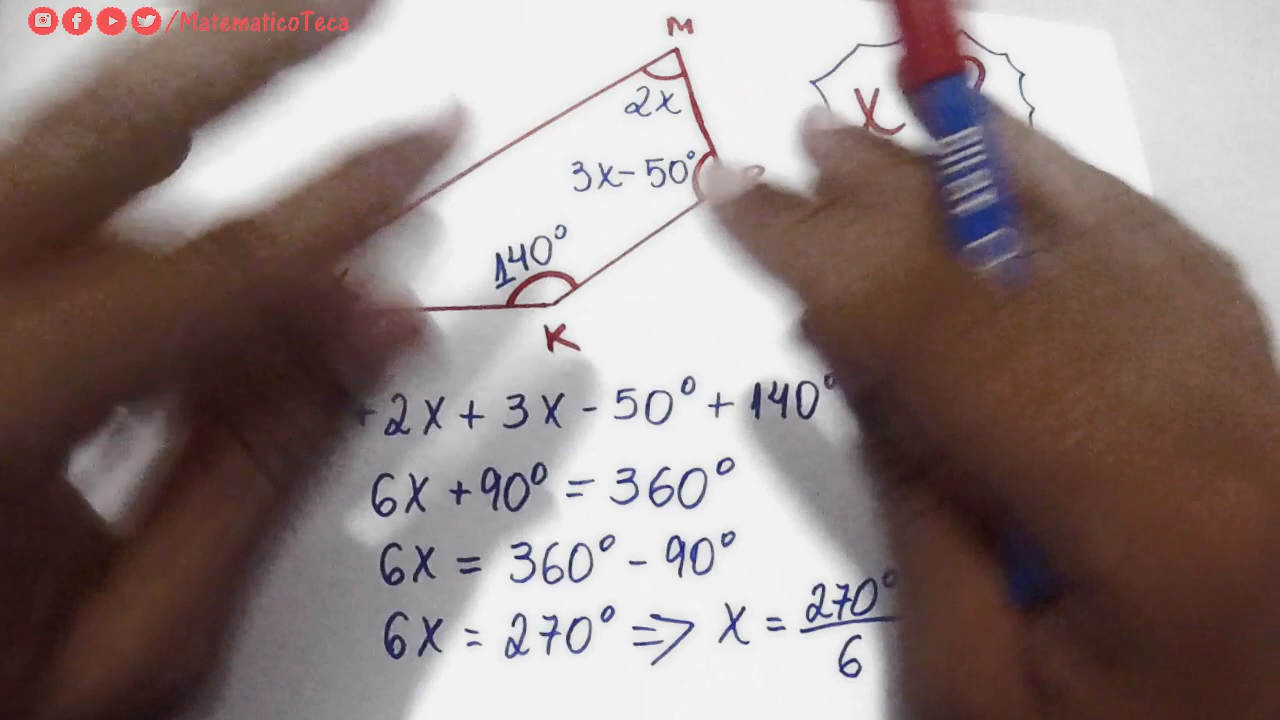 /MatematicoTeca
M
2x
X
3x-50°
140°
K
+2x+3x-50°+140°
6x+90°=360°
6x=360°-90°
6x=270°=>x=270°/6